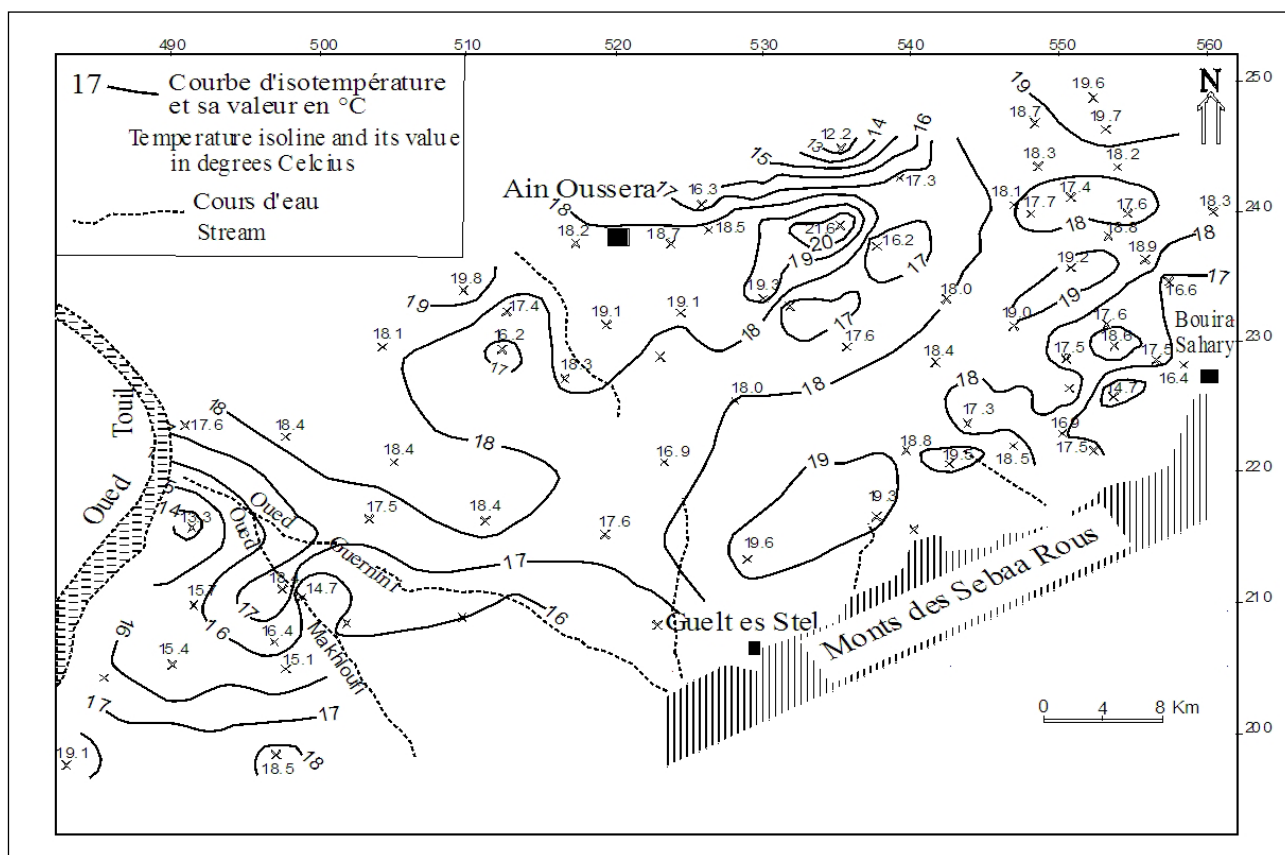 490 500 510 520 530 540 550 560
17 Courbe d'isotempérature
et sa valeur en °C
Temperature isoline and its value
in degrees Celcius
Cours d'eau
Stream
N
250
240
230
220
210
200
19 19.6
18.7 19.7
12.2 14 16
13
15
18.3 18.2
17 16.3 17.3
Ain Oussera
18
18.1 17.4
17.7 17.6 18.3
18.2 18.7 18.5 21.6 18 18.8
20 16.2 18.9 18
19 17 19.2
19.8 19.3 18.0 19 17
19 16.6
17.4 19.1 19.1 17 19.0 17.6
Bouira
Sahary
18.1 16.2 18 17.6 17.5 18.6 17.5
17 18.3 18.4 16.4
18.0 18 18 14.7
Oued Touil
17.6 18 18.4 17.3 16.9
18 18.8 18.5 17.5
18.4 16.9 19 19.5
15
14 13.3 17.5 18.4 19.3
17.6
Oued Guernini
Oued Makhlouri
19.6
17
15.7 18.4 14.7
17 16
16 16.4
Guelt es Stel
Monts des Sebaa Rous
16 15.4 15.1
17 17
0 4 8 Km
19.1 18.5 18